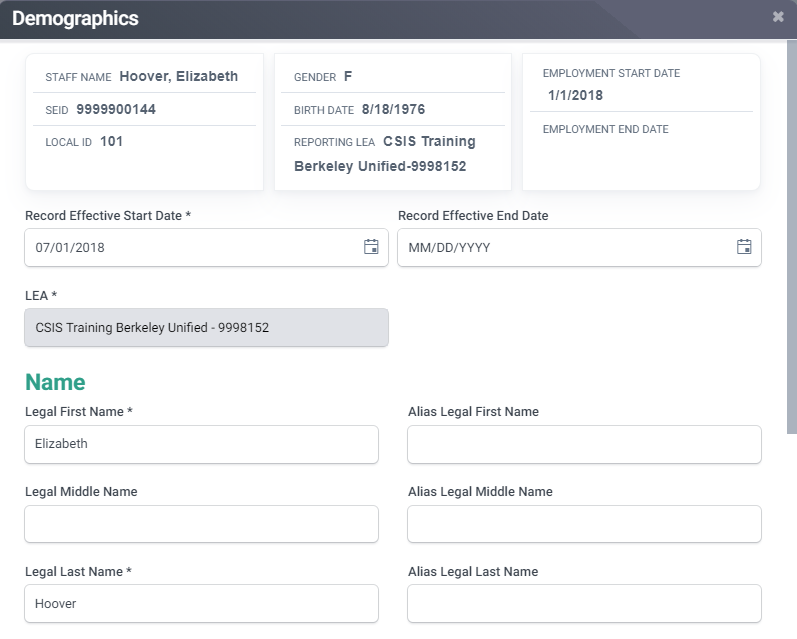 Demographics
STAFF NAME Hoover, Elizabeth
SEID 9999900144
LOCAL ID 101
GENDER F
BIRTH DATE 8/18/1976
REPORTING LEA CSIS Training
Berkeley Unified-9998152
EMPLOYMENT START DATE
1/1/2018
EMPLOYMENT END DATE
Record Effective Start Date *
Record Effective End Date
07/01/2018
MM/DD/YYYY
LEA *
CSIS Training Berkeley Unified - 9998152
Name
Legal First Name *
Alias Legal First Name
Elizabeth
Legal Middle Name
Alias Legal Middle Name
Legal Last Name *
Alias Legal Last Name
Hoover